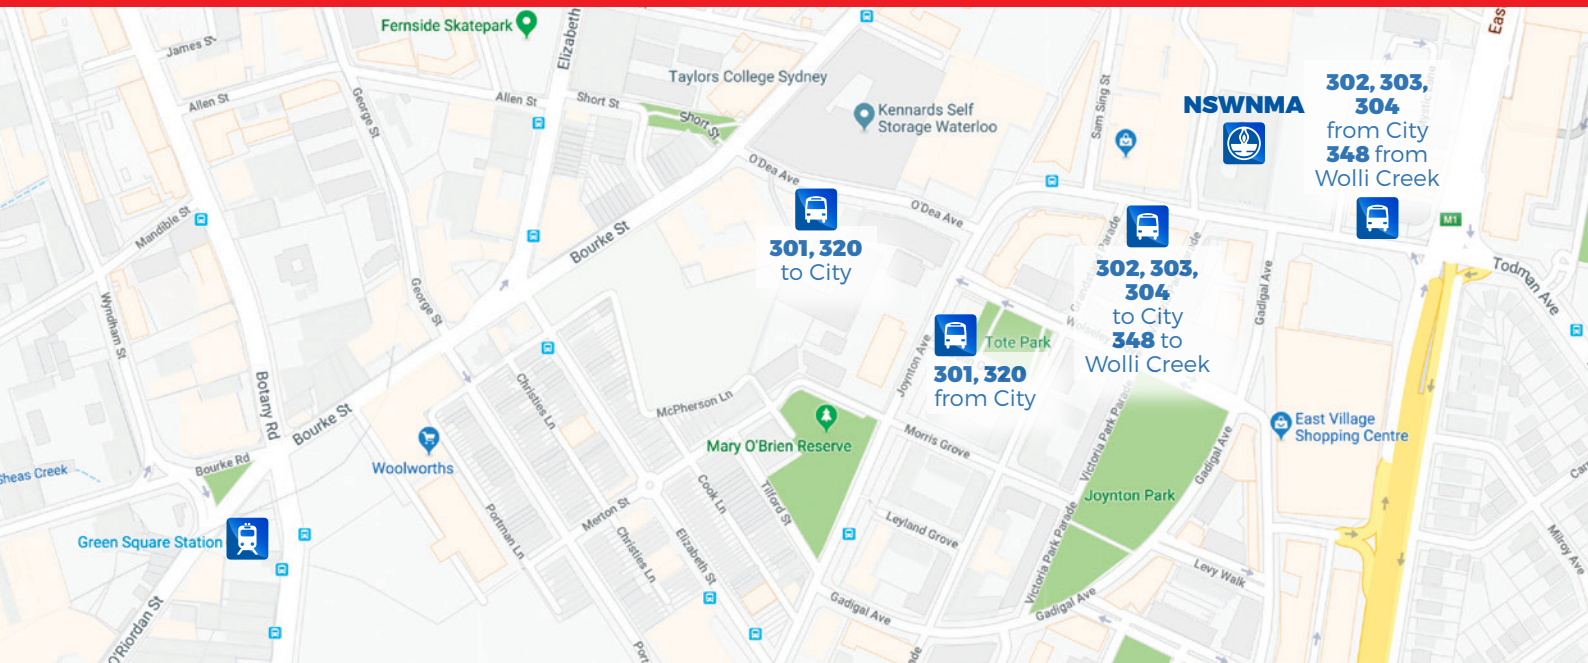 Fernside Skatepark
Elizabeth
Eas
James St
Taylors College Sydney
302, 303,
304
from City
348 from
Wolli Creek
NSWNMA
Allen St
George St
Allen St
Short St
Short St
Kennards Self
Storage Waterloo
Sam Sing St
O'Dea Ave
O'Dea Ave
Mandible St
Bourke St
301, 320
to City
302, 303,
304
to City
348 to
Wolli Creek
M1
Todman Ave
Gadigal Ave
Wyndham St
George St
Tote Park
Joynton Ave
301, 320
from City
Botany Rd
Bourke St
Christies Ln
McPherson Ln
Mary O'Brien Reserve
Morris Grove
Victoria Park Parade
Gadigal Ave
East Village
Shopping Centre
Woolworths
Bourke Rd
Sheas Creek
Green Square Station
Portman Ln
Merton St
Cook Ln
Tilford St
Christies Ln
Elizabeth St
Leyland Grove
Joynton Park
Victoria Park Parade
Levy Walk
Milroy Ave
Gadigal Ave
Gadigal Ave
O'Riordan St
Port